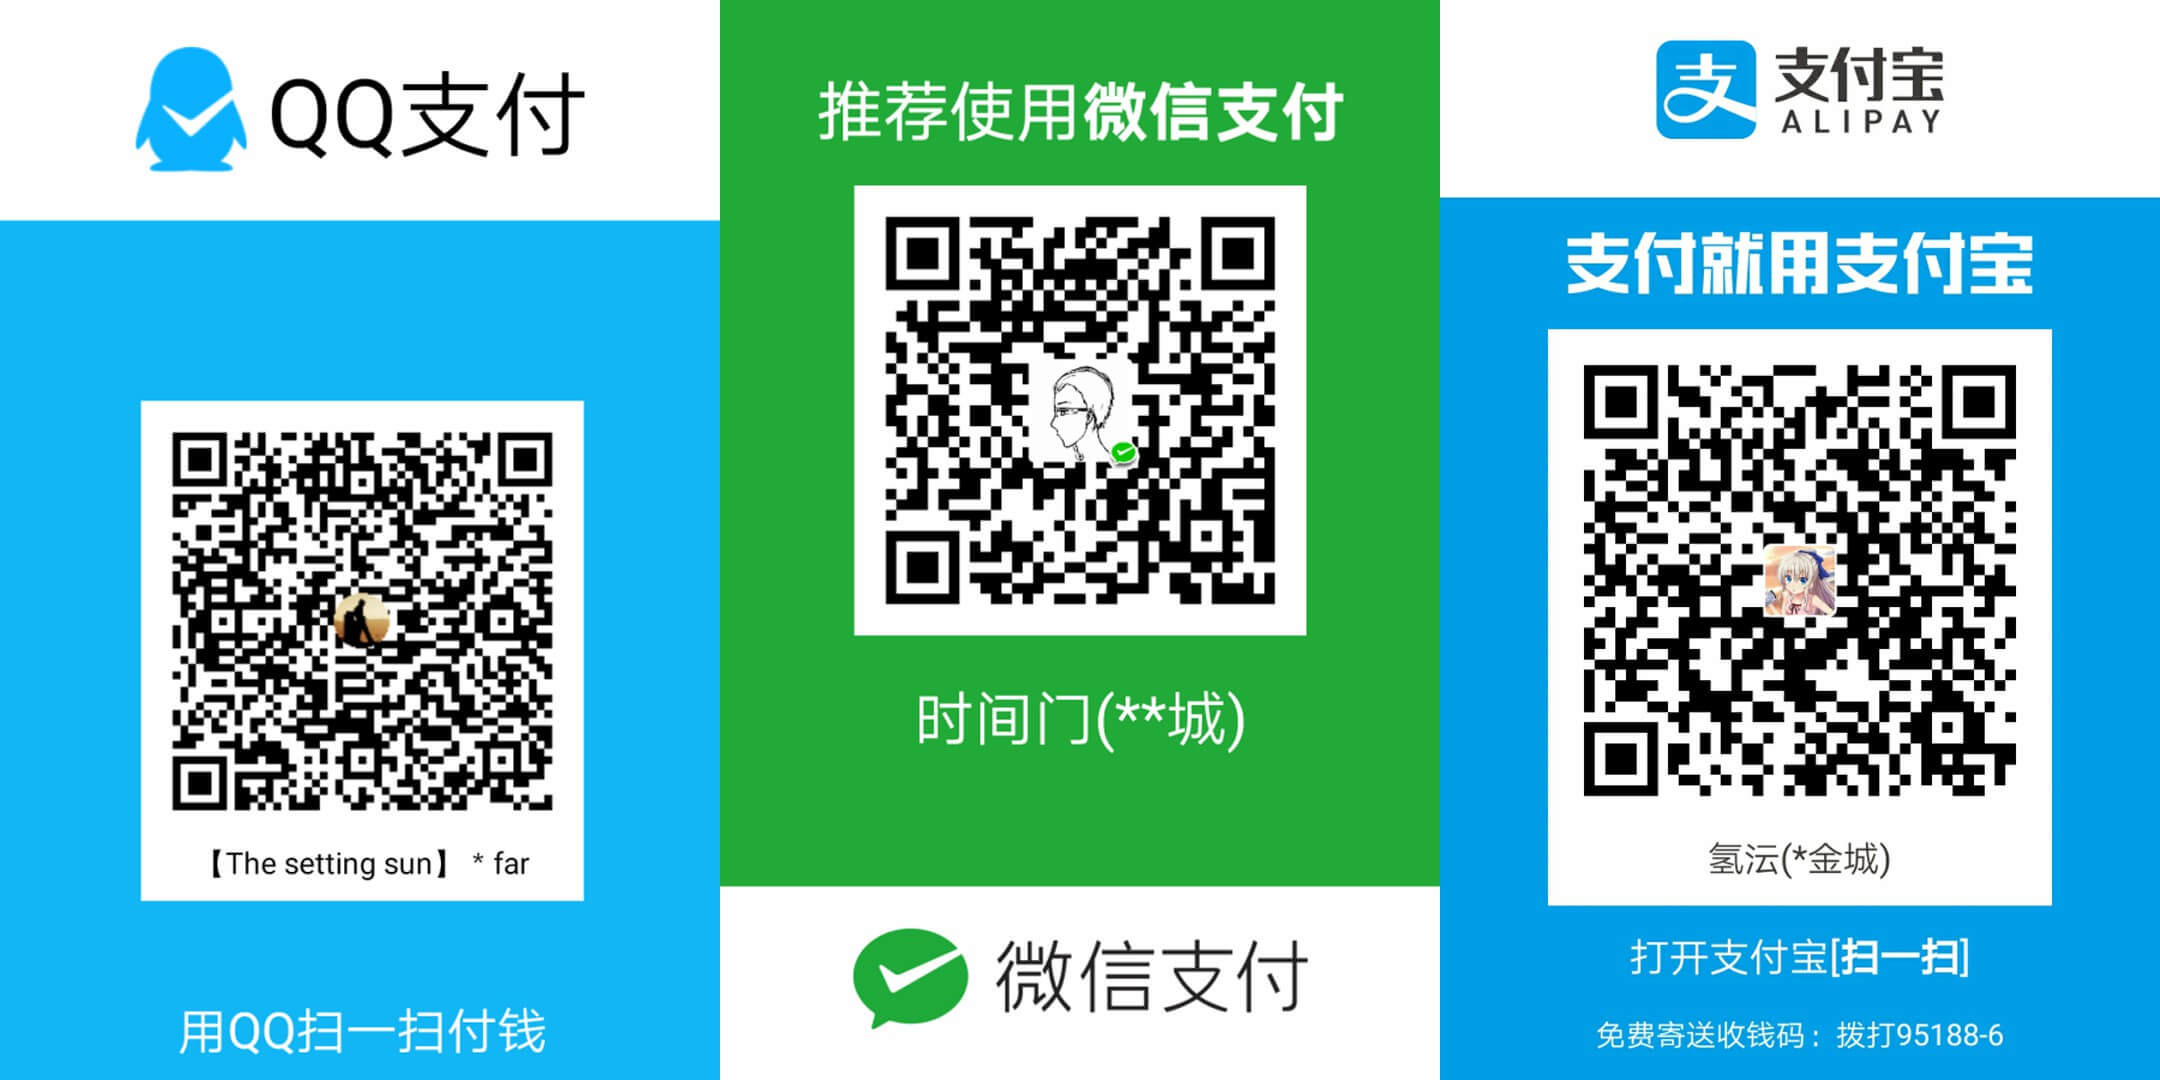 QQ支付
【The setting sun】 * far
用QQ扫一扫付钱
推荐使用微信支付
时间门(**城)
微信支付
支付宝
ALIPAY
支付就用支付宝
氢沄(*金城)
打开支付宝[扫一扫]
免费寄送收钱码：拨打95188-6